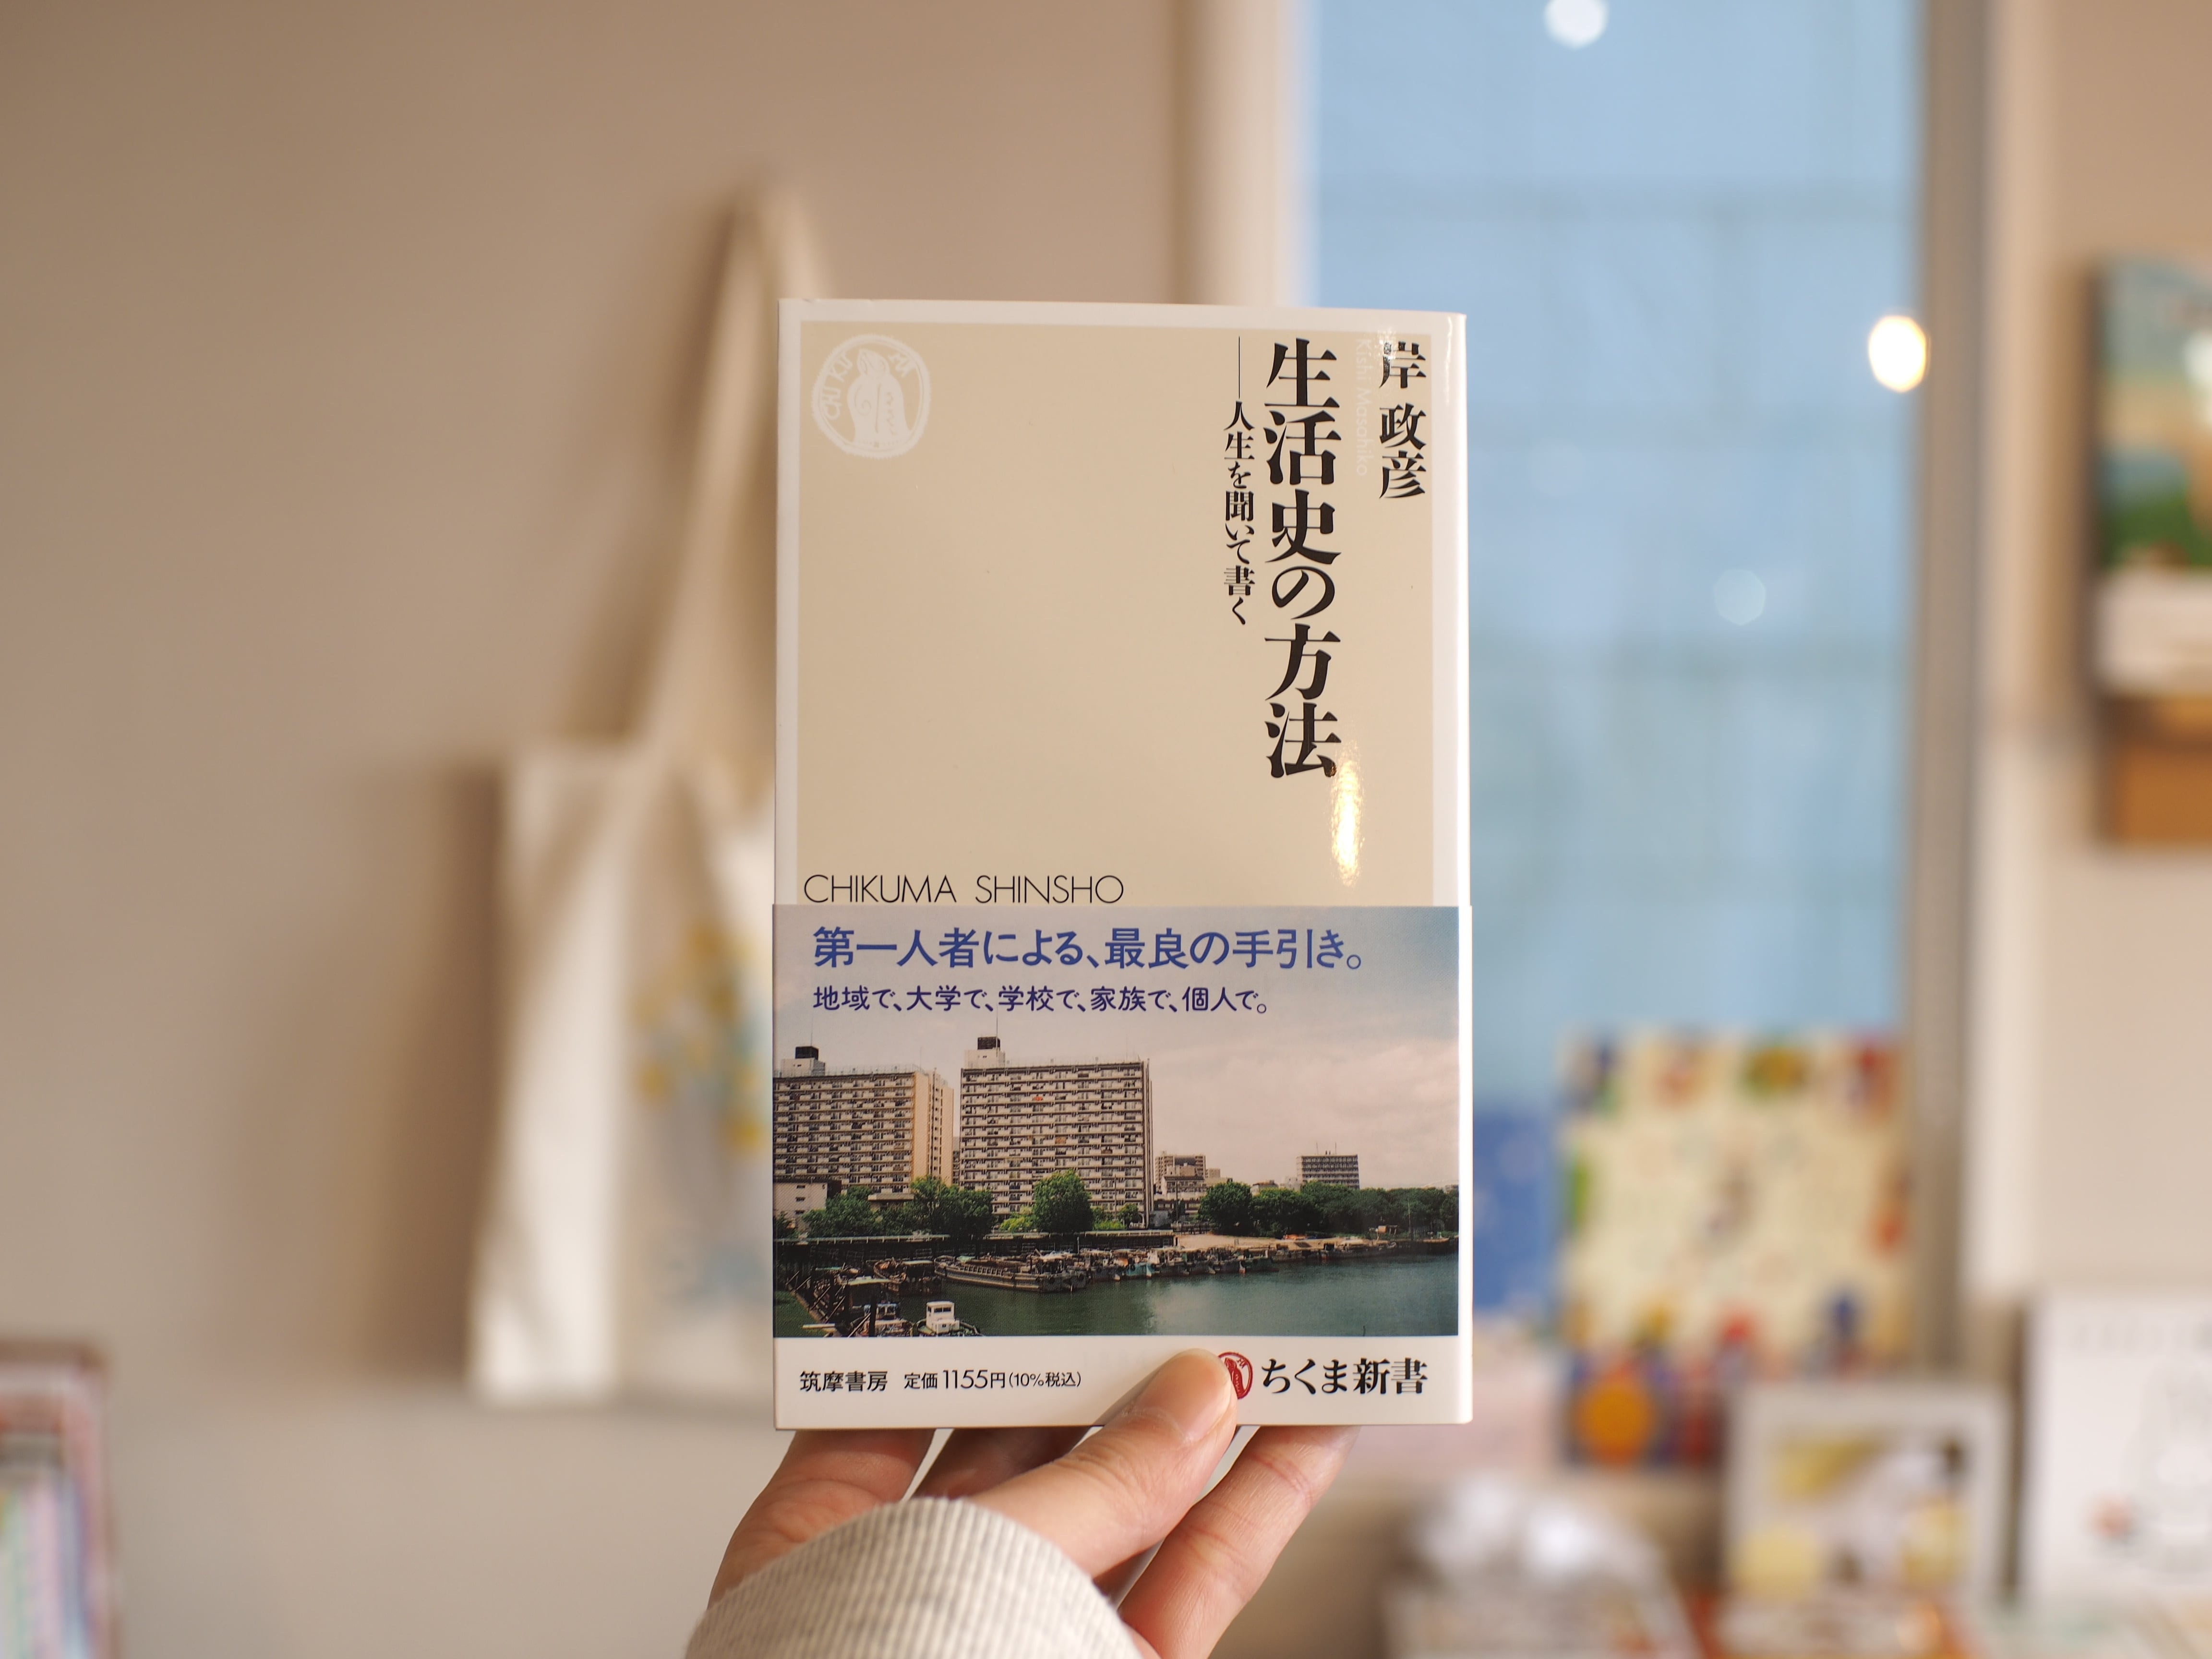 岸 政彦
Kishi Masahiko
生活史の方法
──人生を聞いて書く
CHIKUMA
CHIKUMA SHINSHO
第一人者による、最良の手引き。
地域で、大学で、学校で、家族で、個人で。
筑摩書房 定価1155円(10%税込)
ちくま新書